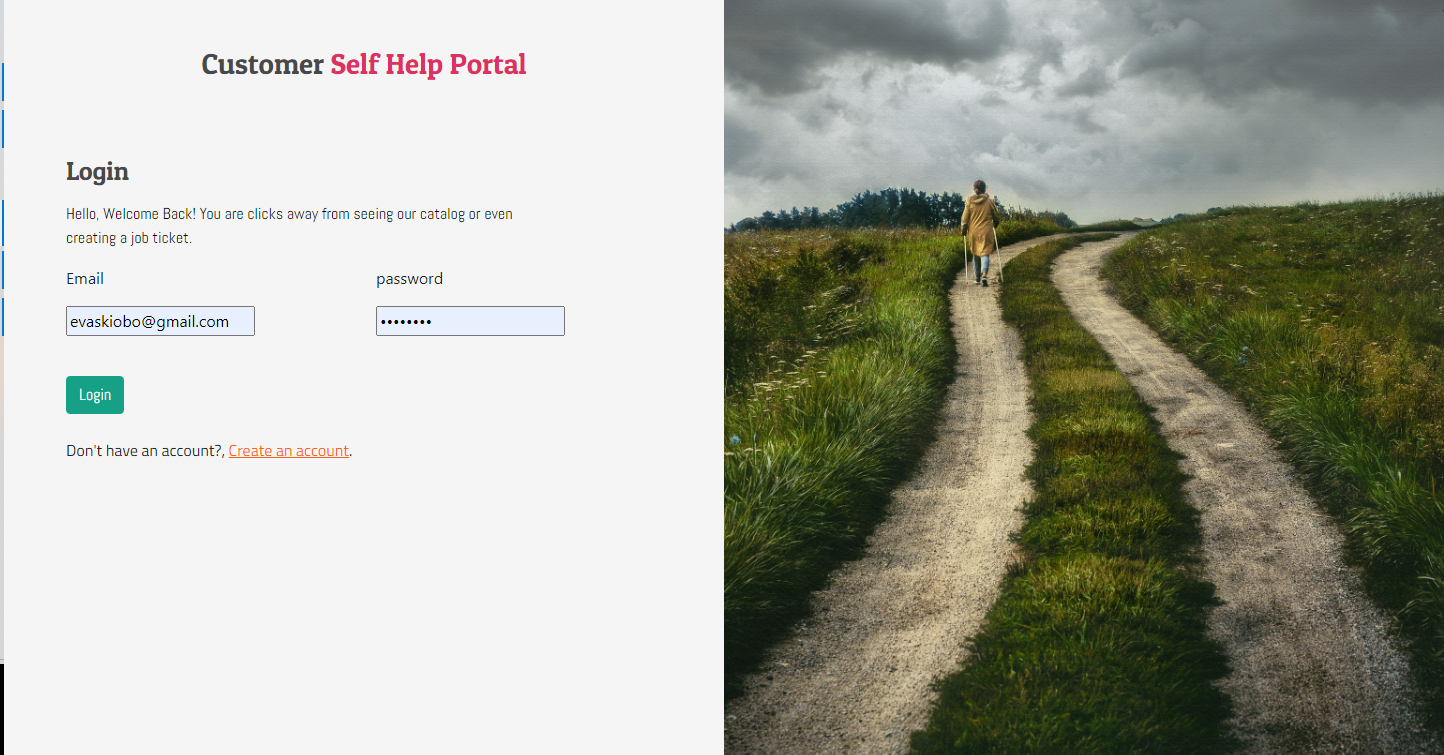 Customer Self Help Portal
Login
Hello, Welcome Back! You are clicks away from seeing our catalog or even
creating a job ticket.
Email
password
evaskiobo@gmail.com
••••••••
Login
Don't have an account?, Create an account.